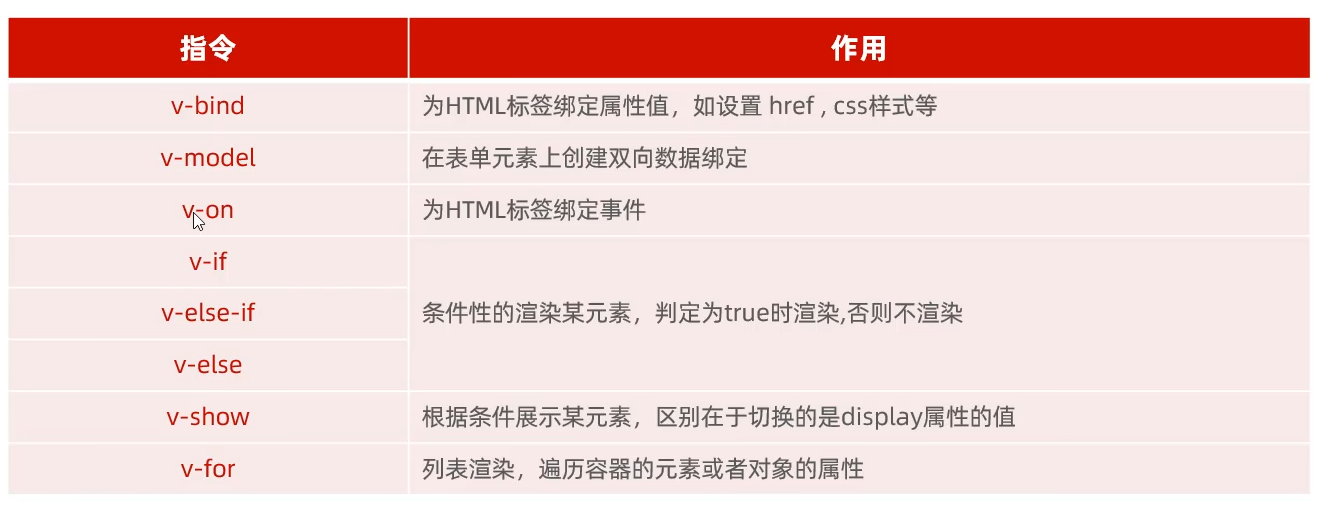 指令 作用
v-bind 为HTML标签绑定属性值，如设置 href , css样式等
v-model 在表单元素上创建双向数据绑定
v-on 为HTML标签绑定事件
v-if
v-else-if 条件性的渲染某元素，判定为true时渲染,否则不渲染
v-else
v-show 根据条件展示某元素，区别在于切换的是display属性的值
v-for 列表渲染，遍历容器的元素或者对象的属性